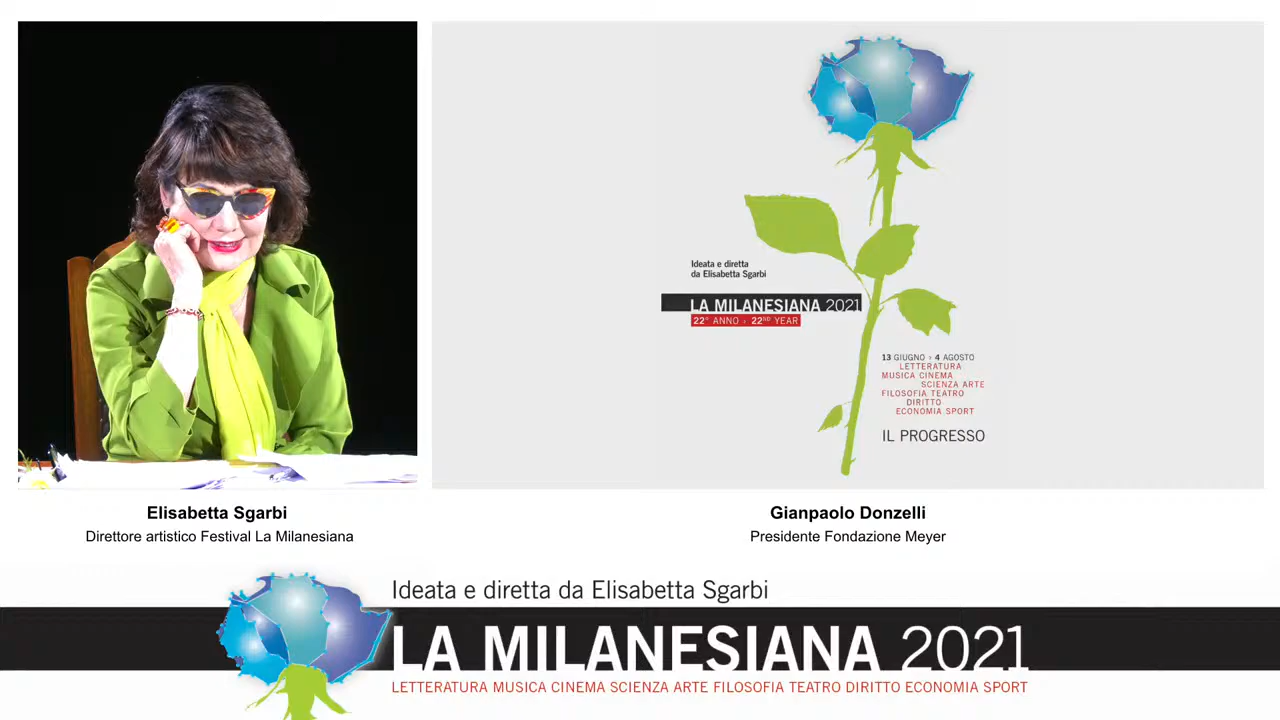 Ideata e diretta
da Elisabetta Sgarbi
LA MILANESIANA 2021
22° ANNO › 22ND YEAR
13 GIUGNO › 4 AGOSTO
LETTERATURA
MUSICA CINEMA
SCIENZA ARTE
FILOSOFIA TEATRO
DIRITTO
ECONOMIA SPORT
IL PROGRESSO
Elisabetta Sgarbi
Direttore artistico Festival La Milanesiana
Gianpaolo Donzelli
Presidente Fondazione Meyer
Ideata e diretta da Elisabetta Sgarbi
LA MILANESIANA 2021
LETTERATURA MUSICA CINEMA SCIENZA ARTE FILOSOFIA TEATRO DIRITTO ECONOMIA SPORT